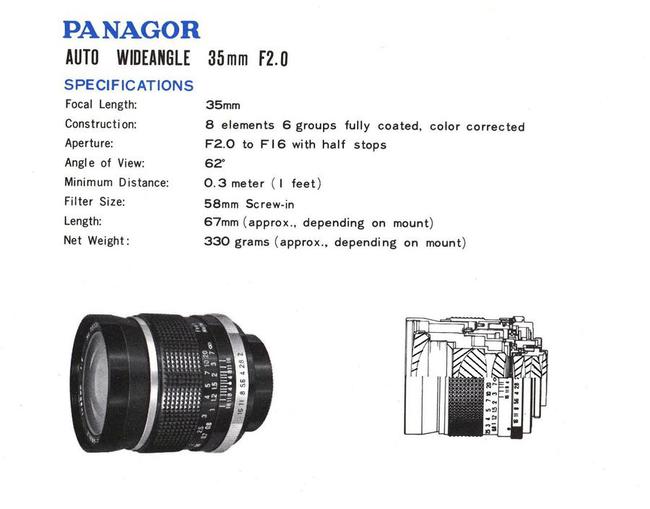 PANAGOR
AUTO WIDEANGLE 35mm F2.0
SPECIFICATIONS
Focal Length: 35mm
Construction: 8 elements 6 groups fully coated, color corrected
Aperture: F2.0 to F16 with half stops
Angle of View: 62°
Minimum Distance: 0.3 meter (1 feet)
Filter Size: 58mm Screw-in
Length: 67mm (approx., depending on mount)
Net Weight: 330 grams (approx., depending on mount)